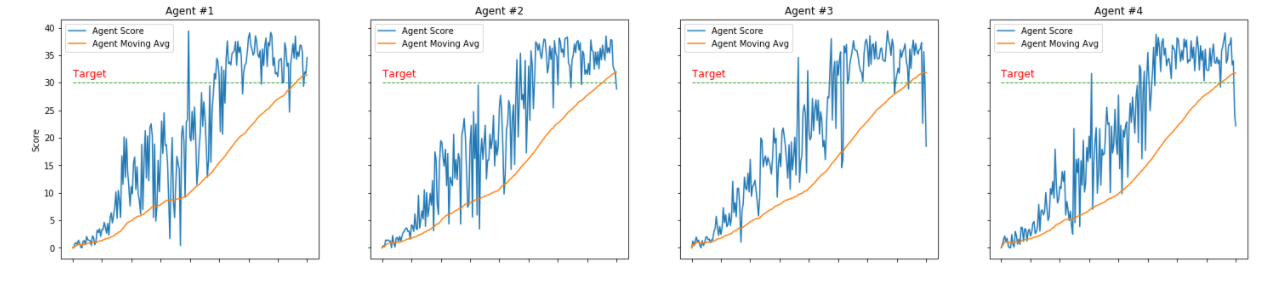 Agent #1
Agent #2
Agent #3
Agent #4
Agent Score
Agent Moving Avg
Agent Score
Agent Moving Avg
Agent Score
Agent Moving Avg
Agent Score
Agent Moving Avg
Target
Target
Target
Target
40
35
30
25
20
15
10
5
0
Score